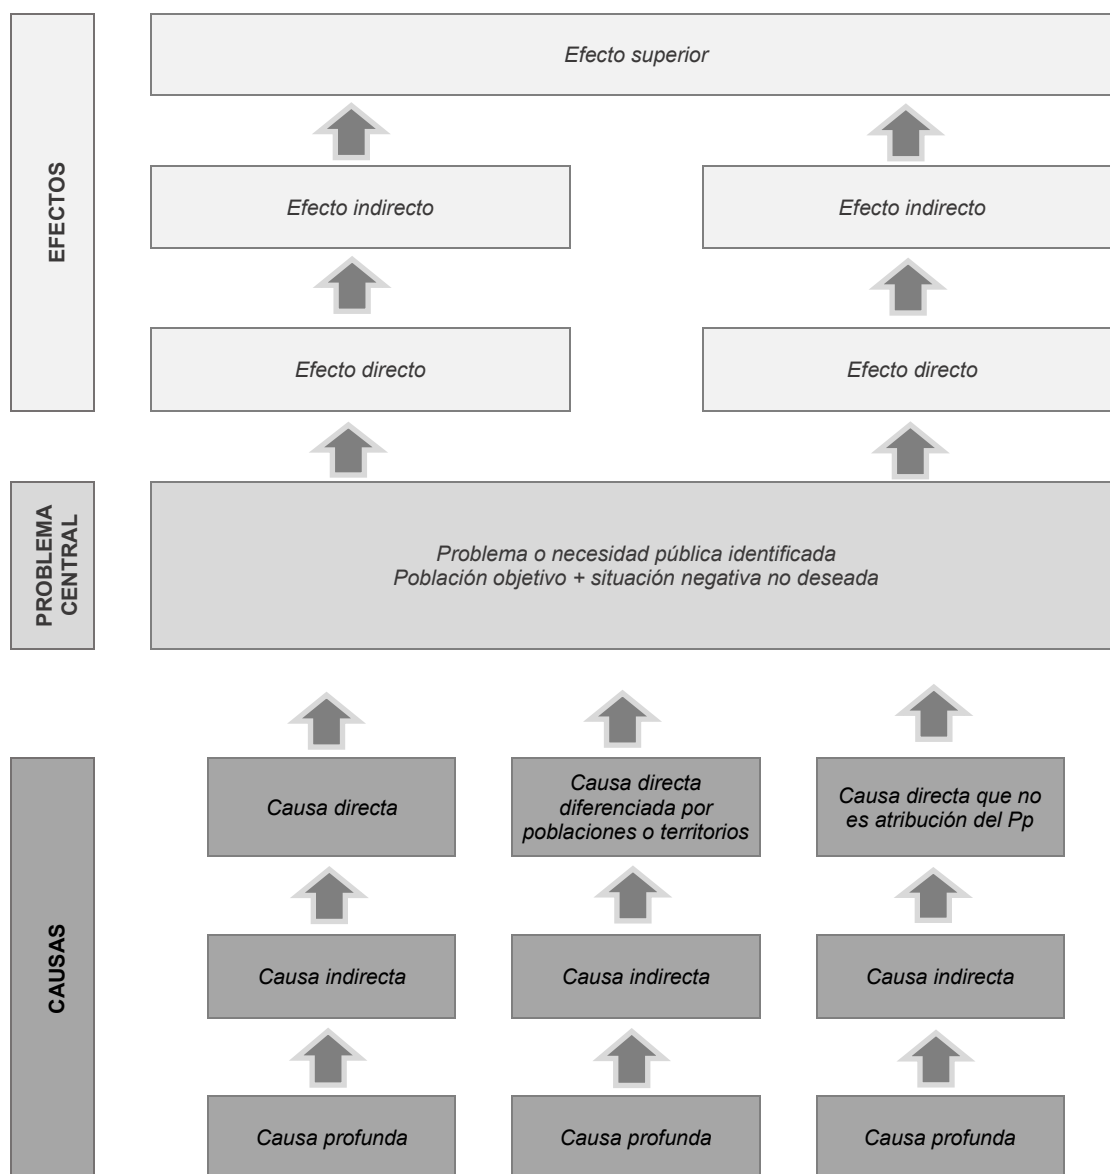 EFECTOS
Efecto superior
Efecto indirecto
Efecto indirecto
Efecto directo
Efecto directo
PROBLEMA
CENTRAL
Problema o necesidad pública identificada
Población objetivo + situación negativa no deseada
CAUSAS
Causa directa
Causa directa
diferenciada por
poblaciones o territorios
Causa directa que no
es atribución del Pp
Causa indirecta
Causa indirecta
Causa indirecta
Causa profunda
Causa profunda
Causa profunda